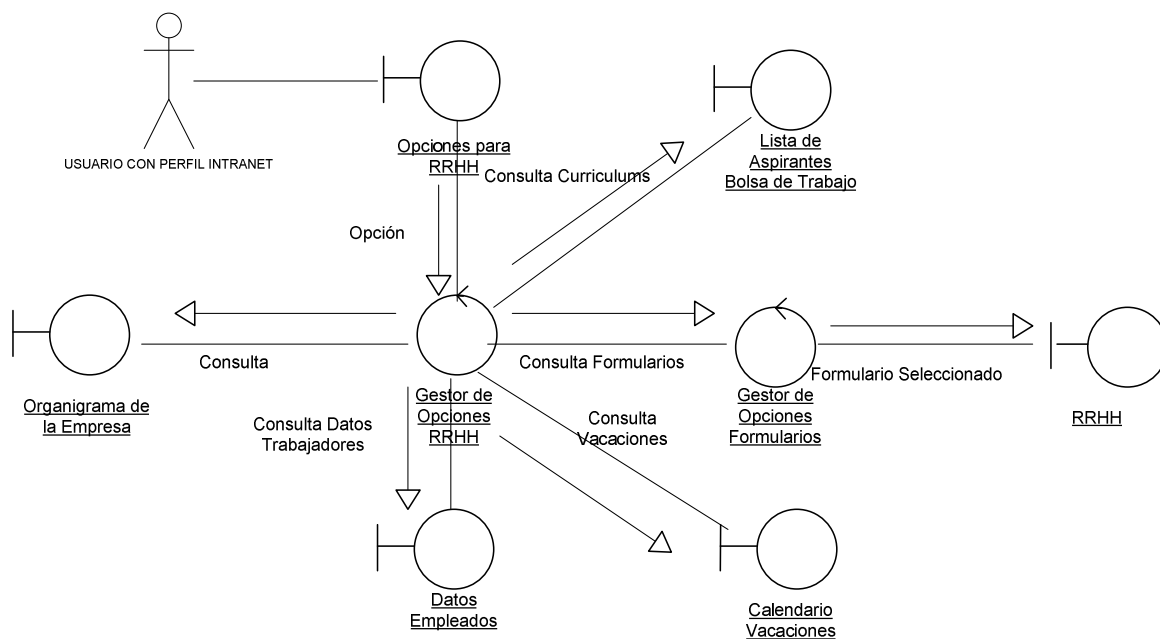 USUARIO CON PERFIL INTRANET
Opciones para
RRHH
Lista de
Aspirantes
Bolsa de Trabajo
Consulta Curriculums
Opción
Consulta
Consulta Formularios
Formulario Seleccionado
Organigrama de
la Empresa
Gestor de
Opciones
RRHH
Gestor de
Opciones
Formularios
RRHH
Consulta Datos
Trabajadores
Consulta
Vacaciones
Datos
Empleados
Calendario
Vacaciones